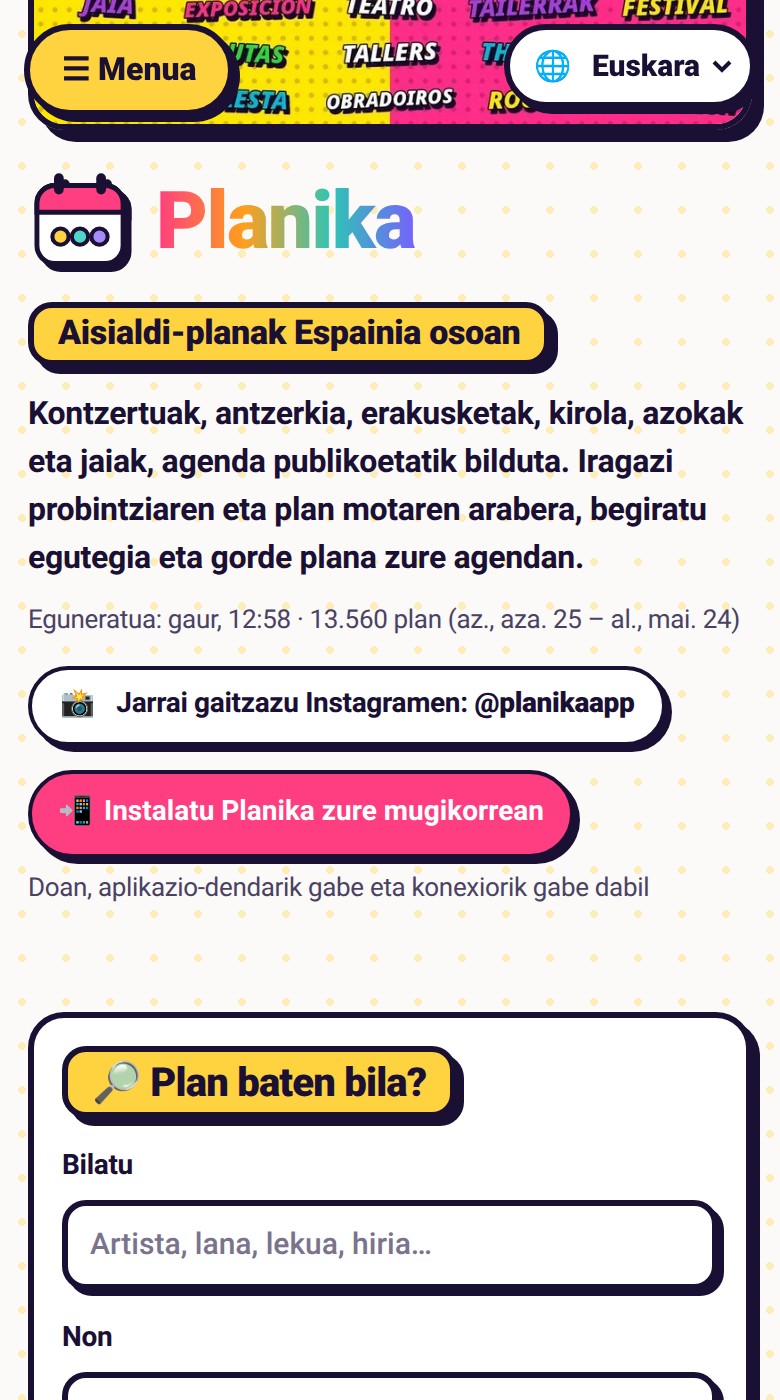 JAIA EXPOSICIÓN TEATRO TAILERRAK FESTIVAL
TALLERS
OBRADOIROS
☰ Menua
🌐 Euskara
Planika
Aisialdi-planak Espainia osoan
Kontzertuak, antzerkia, erakusketak, kirola, azokak
eta jaiak, agenda publikoetatik bilduta. Iragazi
probintziaren eta plan motaren arabera, begiratu
egutegia eta gorde plana zure agendan.
Eguneratua: gaur, 12:58 · 13.560 plan (az., aza. 25 – al., mai. 24)
📸 Jarrai gaitzazu Instagramen: @planikaapp
📲 Instalatu Planika zure mugikorrean
Doan, aplikazio-dendarik gabe eta konexiorik gabe dabil
🔎 Plan baten bila?
Bilatu
Artista, lana, lekua, hiria…
Non